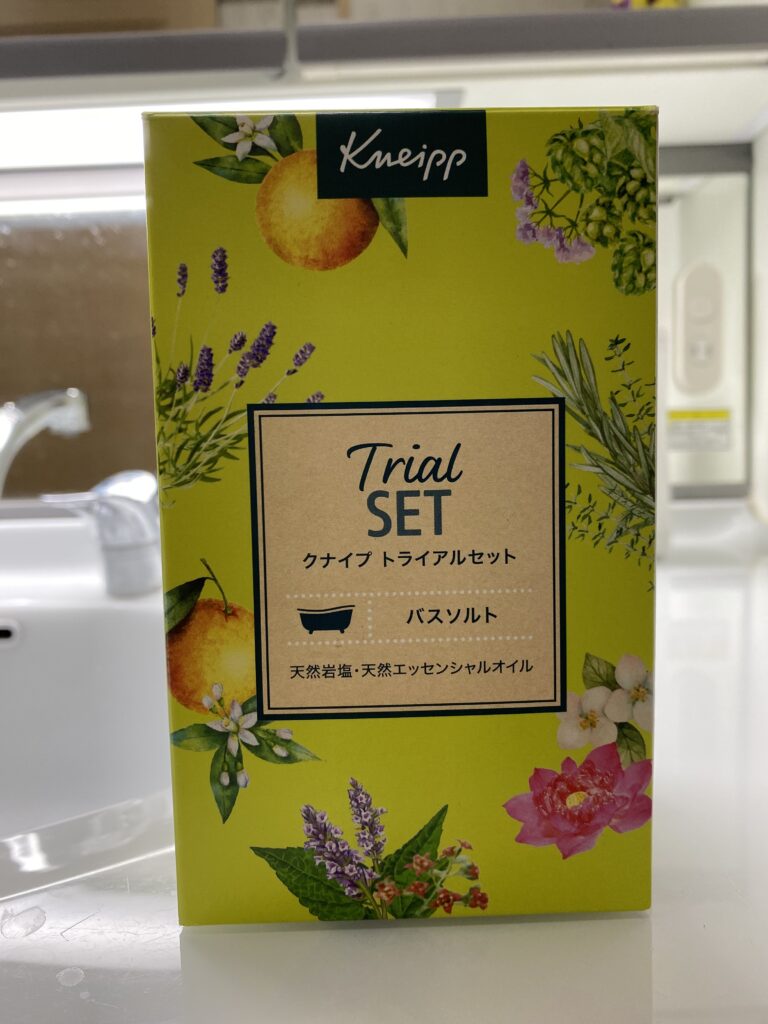 Kneipp
Trial
SET
クナイプ トライアルセット
バスソルト
天然岩塩・天然エッセンシャルオイル